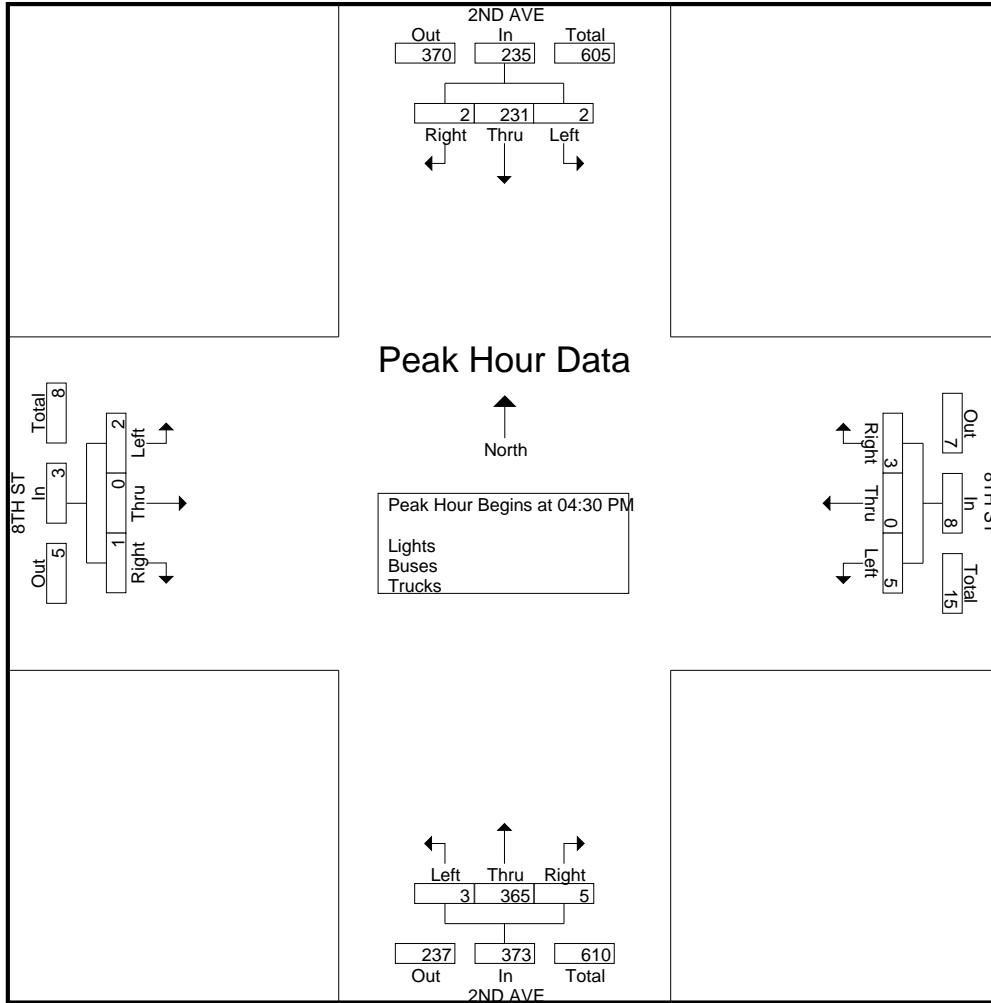 2ND AVE
Out In Total
370 235 605
2 231 2
Right Thru Left
Peak Hour Data
North
Peak Hour Begins at 04:30 PM
Lights
Buses
Trucks
8TH ST
Total In Out
8 3 5
2 0 1
Left Thru Right
8TH ST
Out In Total
7 8 15
3 0 5
Right Thru Left
Left Thru Right
3 365 5
237 373 610
Out In Total
2ND AVE